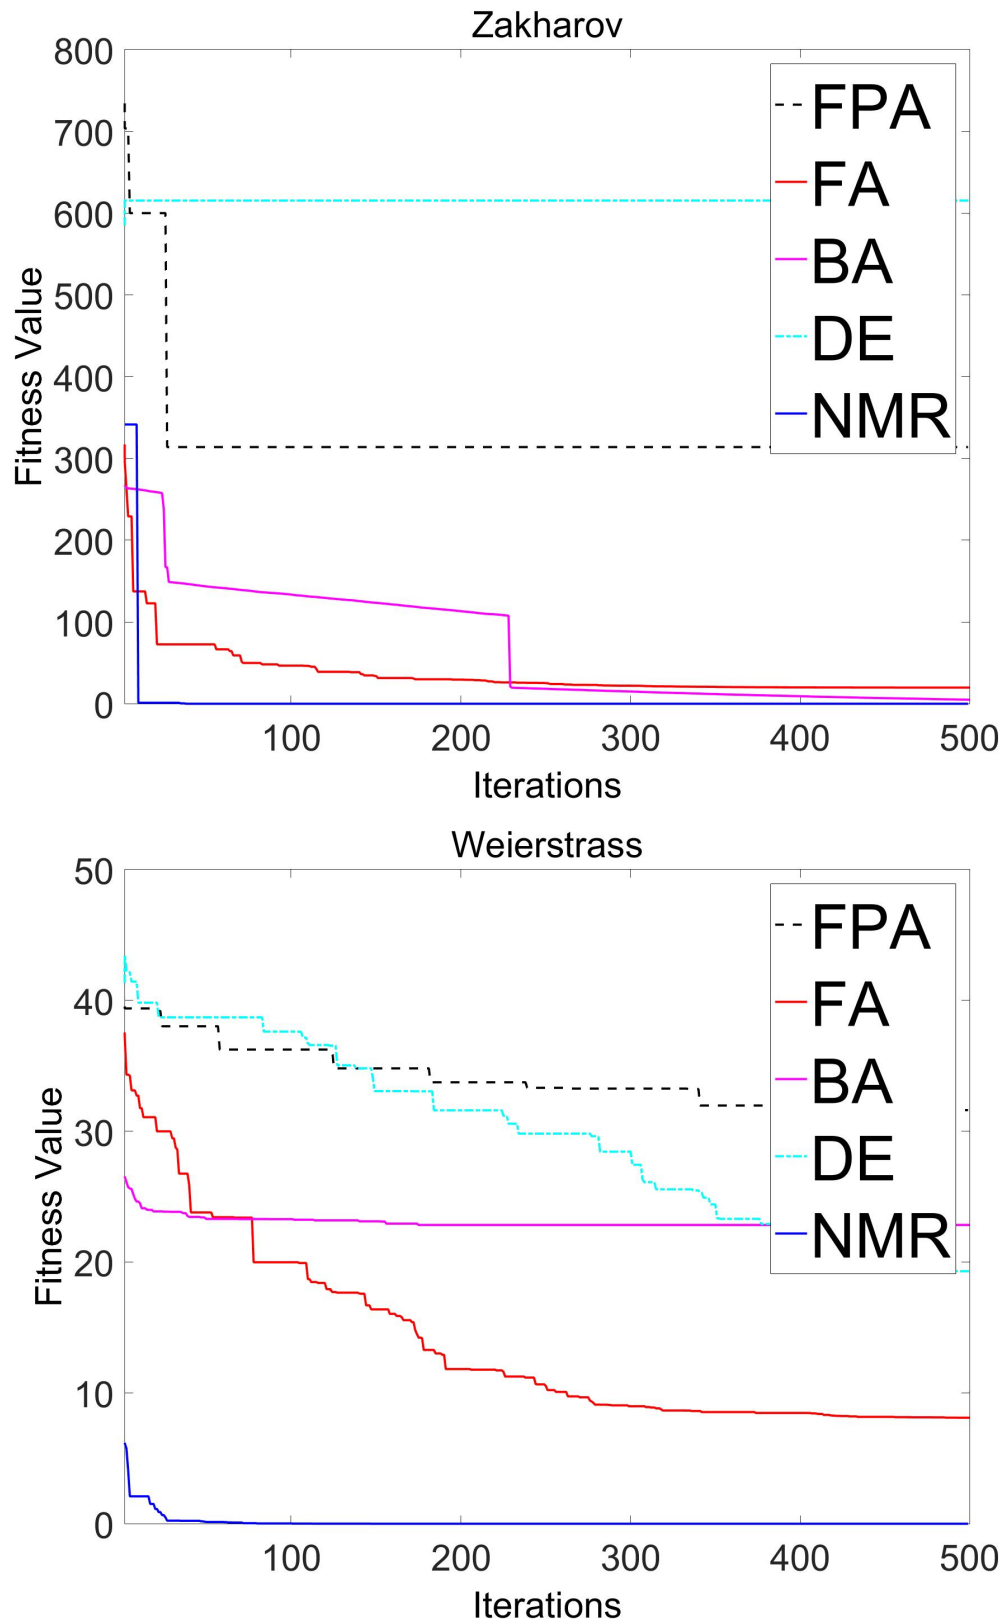 Zakharov
800
700
600
500
400
300
200
100
0
Fitness Value
FPA
FA
BA
DE
NMR
100 200 300 400 500
Iterations
Weierstrass
50
40
30
20
10
0
Fitness Value
FPA
FA
BA
DE
NMR
100 200 300 400 500
Iterations